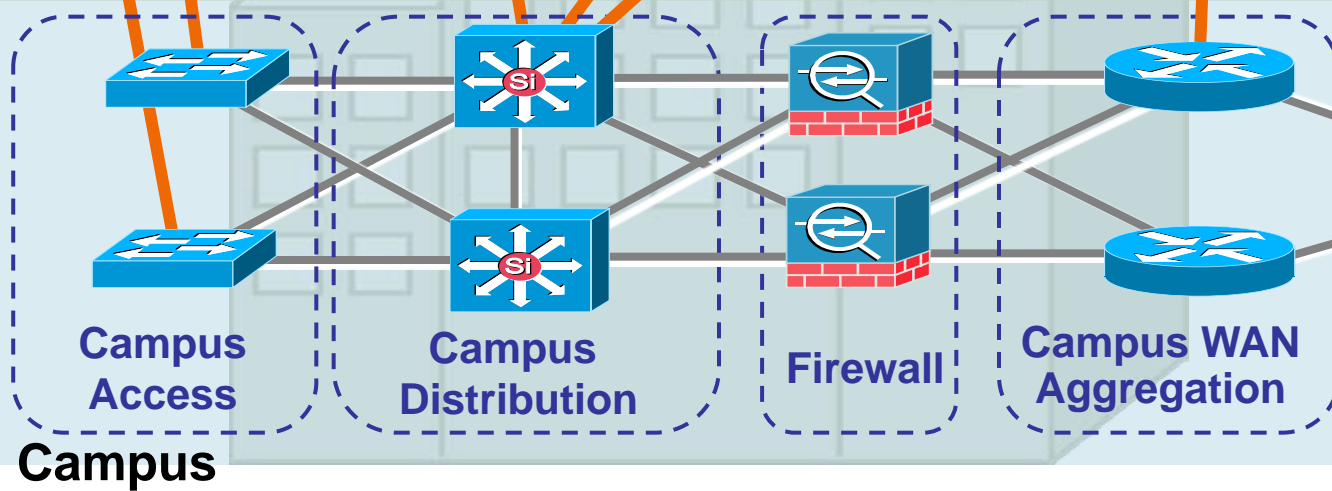 Si
Si
Campus
Access
Campus
Distribution
Firewall
Campus WAN
Aggregation
Campus